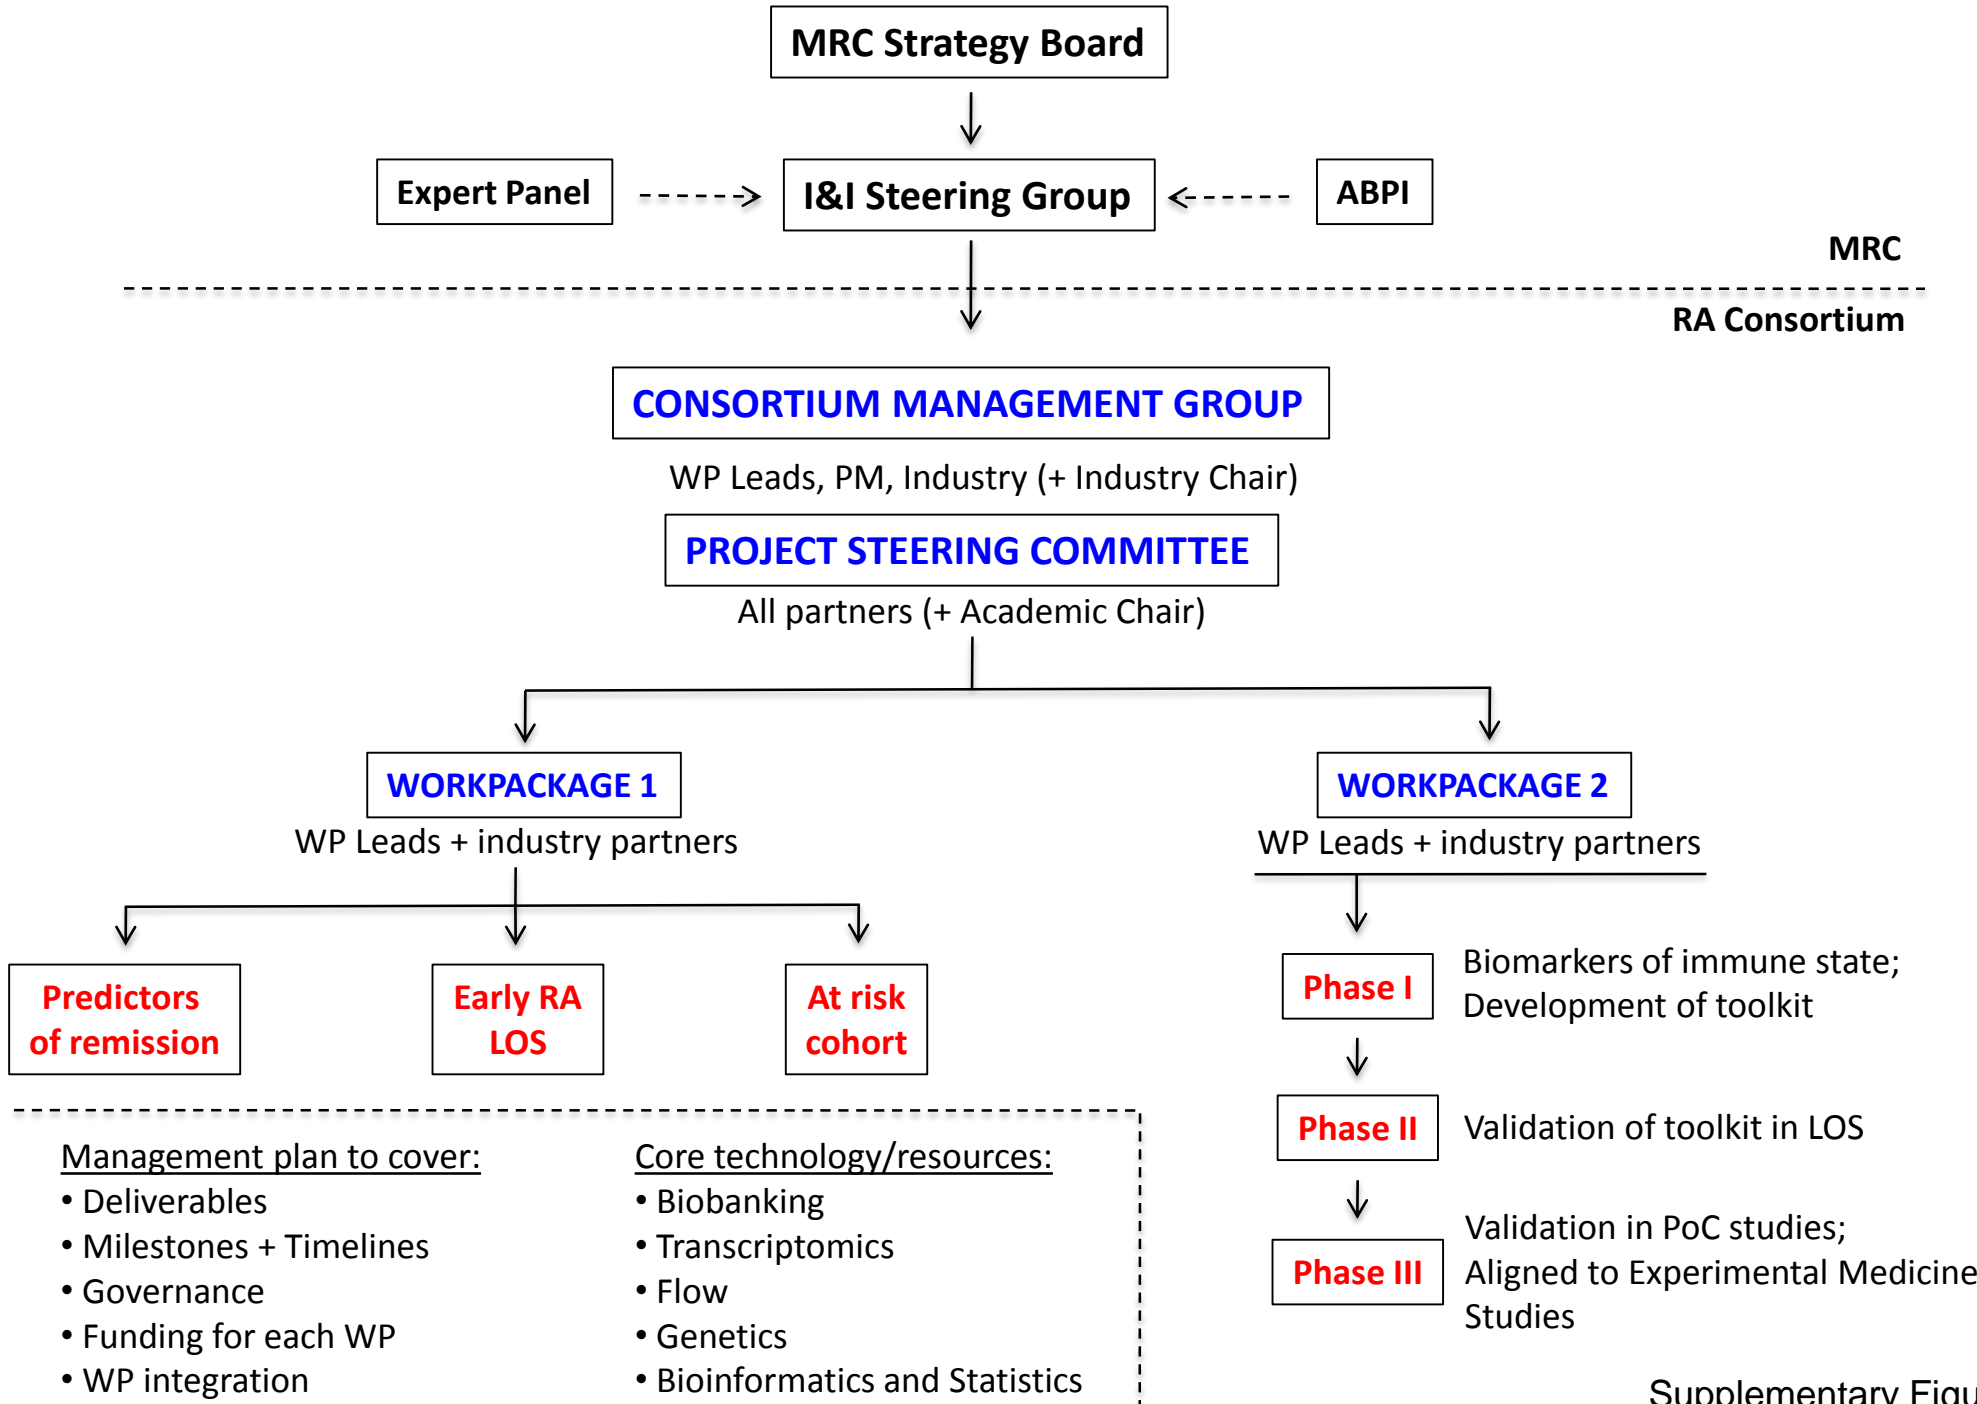 MRC Strategy Board
Expert Panel
I&I Steering Group
ABPI
MRC
RA Consortium
CONSORTIUM MANAGEMENT GROUP
WP Leads, PM, Industry (+ Industry Chair)
PROJECT STEERING COMMITTEE
All partners (+ Academic Chair)
WORKPACKAGE 1
WP Leads + industry partners
Predictors
of remission
Early RA
LOS
At risk
cohort
WORKPACKAGE 2
WP Leads + industry partners
Phase I
Biomarkers of immune state;
Development of toolkit
Phase II
Validation of toolkit in LOS
Phase III
Validation in PoC studies;
Aligned to Experimental Medicine
Studies
Management plan to cover:
• Deliverables
• Milestones + Timelines
• Governance
• Funding for each WP
• WP integration
Core technology/resources:
• Biobanking
• Transcriptomics
• Flow
• Genetics
• Bioinformatics and Statistics
Supplementary